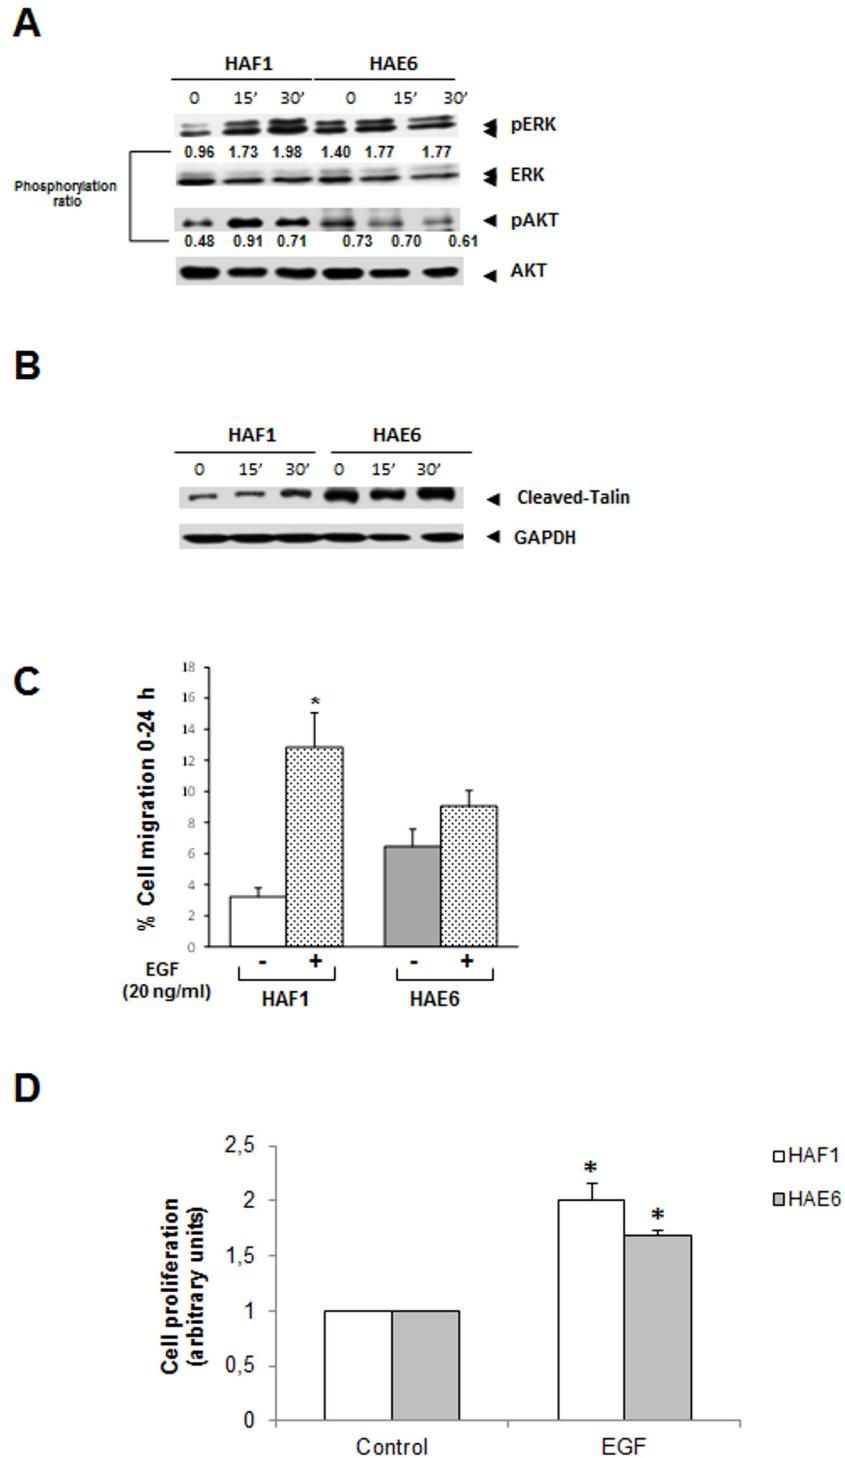 A
HAF1 HAE6
0 15’ 30’ 0 15’ 30’
pERK
0.96 1.73 1.98 1.40 1.77 1.77
Phosphorylation
ratio
ERK
pAKT
0.48 0.91 0.71 0.73 0.70 0.61
AKT
B
HAF1 HAE6
0 15’ 30’ 0 15’ 30’
Cleaved-Talin
GAPDH
C
% Cell migration 0-24 h
18
16
14
12
10
8
6
4
2
0
*
EGF
(20 ng/ml)
- + - +
HAF1 HAE6
D
Cell proliferation
(arbitrary units)
2,5
2
1,5
1
0,5
0
* *
Control EGF
HAF1
HAE6